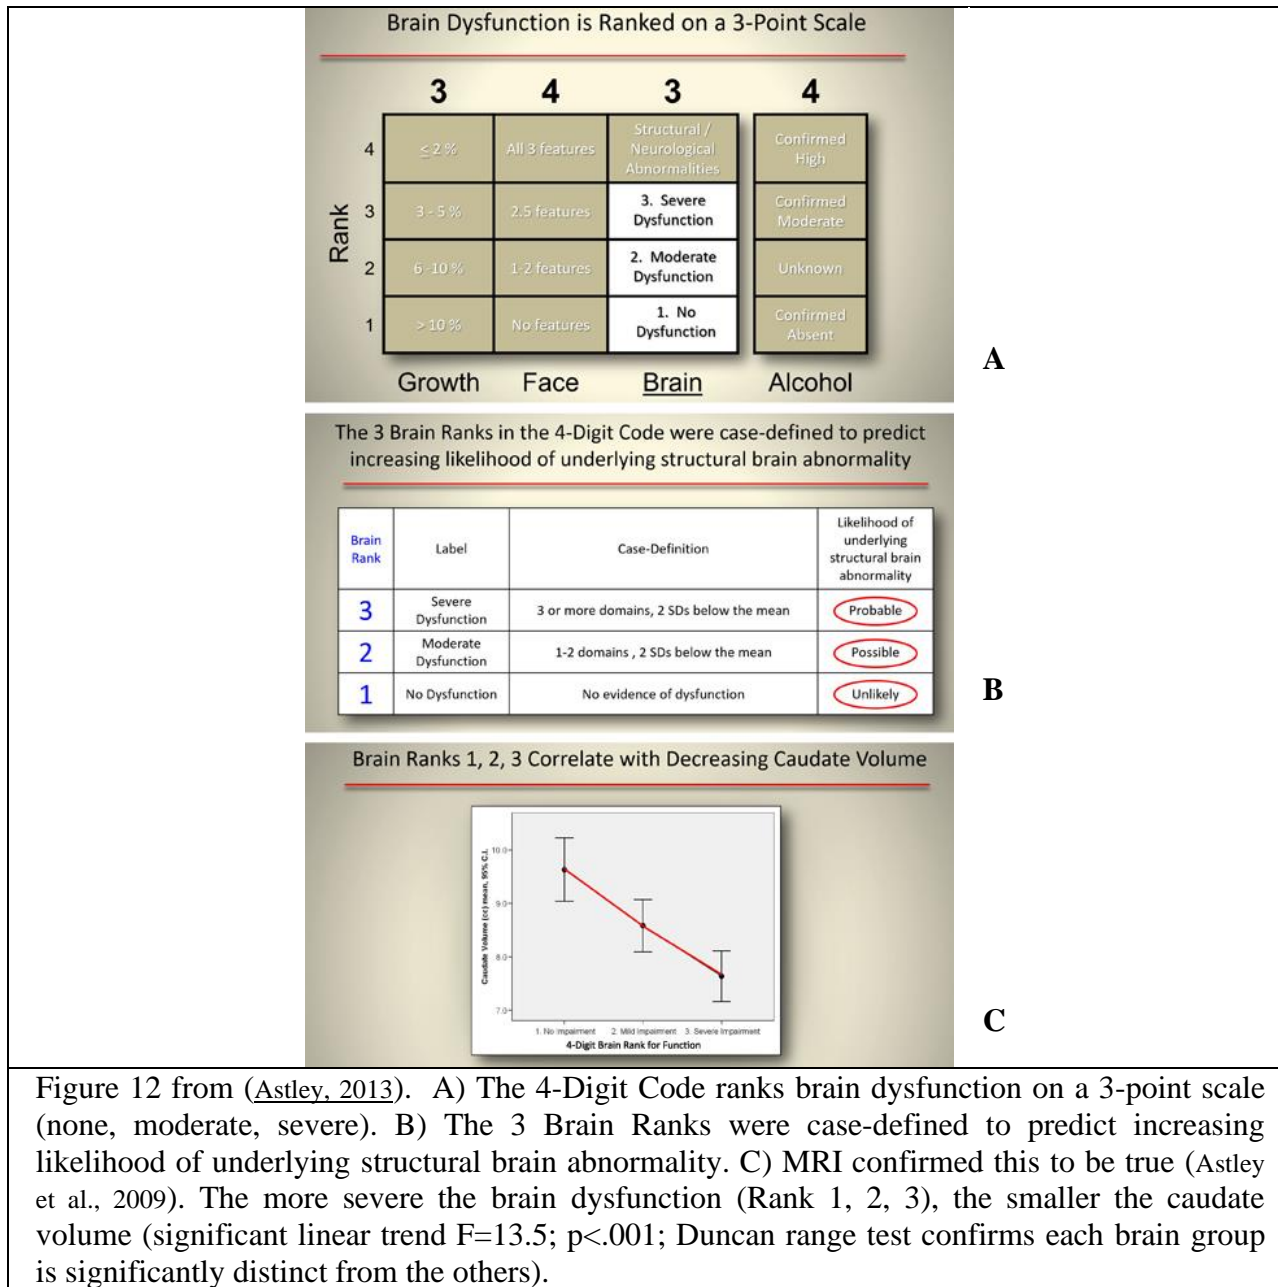 Brain Dysfunction is Ranked on a 3-Point Scale
3 4 3 4
Rank
4 ≤ 2 % All 3 features Structural / Neurological Abnormalities Confirmed High
3 3 - 5 % 2.5 features 3. Severe Dysfunction Confirmed Moderate
2 6 -10 % 1-2 features 2. Moderate Dysfunction Unknown
1 > 10 % No features 1. No Dysfunction Confirmed Absent
Growth Face Brain Alcohol
A
The 3 Brain Ranks in the 4-Digit Code were case-defined to predict
increasing likelihood of underlying structural brain abnormality
Brain Rank Label Case-Definition Likelihood of underlying structural brain abnormality
3 Severe Dysfunction 3 or more domains, 2 SDs below the mean Probable
2 Moderate Dysfunction 1-2 domains , 2 SDs below the mean Possible
1 No Dysfunction No evidence of dysfunction Unlikely
B
Brain Ranks 1, 2, 3 Correlate with Decreasing Caudate Volume
Caudate Volume (cc) mean, 95% C.I.
10.0
9.0
8.0
7.0
1. No Impairment 2. Mild Impairment 3. Severe Impairment
4-Digit Brain Rank for Function
C
Figure 12 from (Astley, 2013). A) The 4-Digit Code ranks brain dysfunction on a 3-point scale
(none, moderate, severe). B) The 3 Brain Ranks were case-defined to predict increasing
likelihood of underlying structural brain abnormality. C) MRI confirmed this to be true (Astley
et al., 2009). The more severe the brain dysfunction (Rank 1, 2, 3), the smaller the caudate
volume (significant linear trend F=13.5; p<.001; Duncan range test confirms each brain group
is significantly distinct from the others).